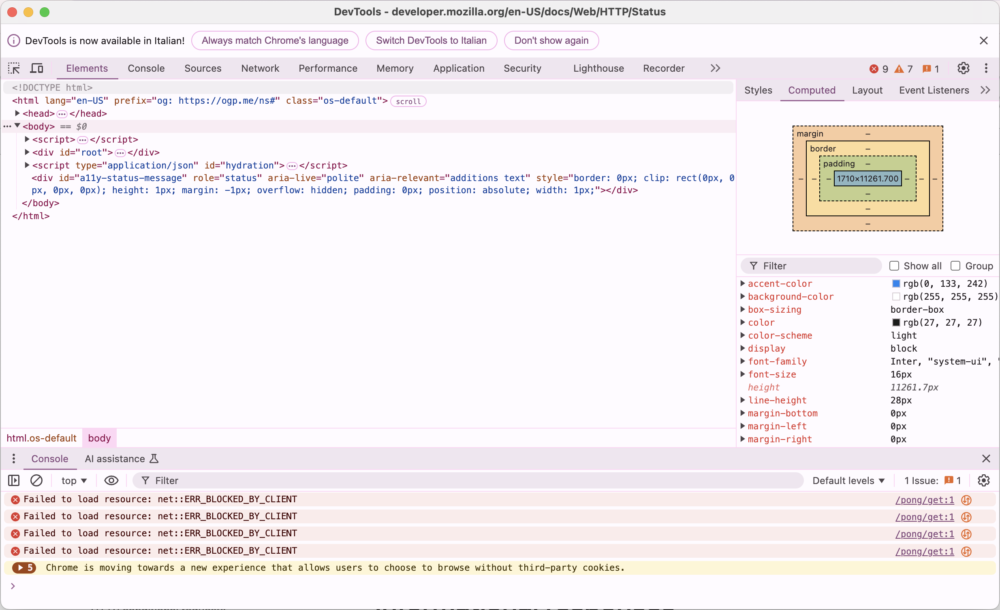 DevTools - developer.mozilla.org/en-US/docs/Web/HTTP/Status
DevTools is now available in Italian! Always match Chrome's language Switch DevTools to Italian Don't show again
Elements Console Sources Network Performance Memory Application Security Lighthouse Recorder 9 7 1
<!DOCTYPE html>
<html lang="en-US" prefix="og: https://ogp.me/ns#" class="os-default"> scroll
<head> ••• </head>
••• <body> == $0
<script> ••• </script>
<div id="root"> ••• </div>
<script type="application/json" id="hydration"> ••• </script>
<div id="a11y-status-message" role="status" aria-live="polite" aria-relevant="additions text" style="border: 0px; clip: rect(0px, 0
px, 0px, 0px); height: 1px; margin: -1px; overflow: hidden; padding: 0px; position: absolute; width: 1px;"></div>
</body>
</html>
html.os-default body
Styles Computed Layout Event Listeners
margin –
border –
padding –
– – – 1710×11261.700 – – –
–
–
–
Filter Show all Group
accent-color rgb(0, 133, 242)
background-color rgb(255, 255, 255)
box-sizing border-box
color rgb(27, 27, 27)
color-scheme light
display block
font-family Inter, "system-ui", "
font-size 16px
height 11261.7px
line-height 28px
margin-bottom 0px
margin-left 0px
margin-right 0px
Console AI assistance
top Filter Default levels 1 Issue: 1
Failed to load resource: net::ERR_BLOCKED_BY_CLIENT /pong/get:1
Failed to load resource: net::ERR_BLOCKED_BY_CLIENT /pong/get:1
Failed to load resource: net::ERR_BLOCKED_BY_CLIENT /pong/get:1
Failed to load resource: net::ERR_BLOCKED_BY_CLIENT /pong/get:1
5 Chrome is moving towards a new experience that allows users to choose to browse without third-party cookies.